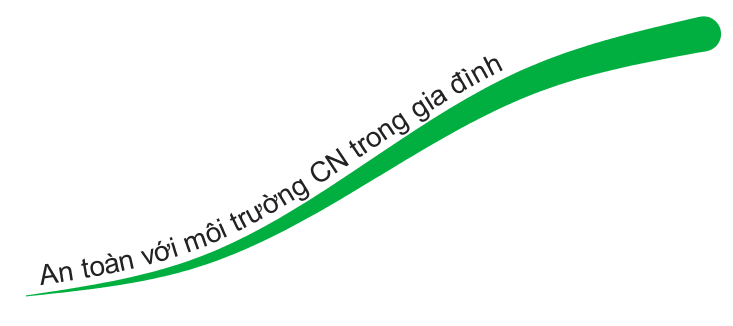 An toàn với môi trường CN trong gia đình